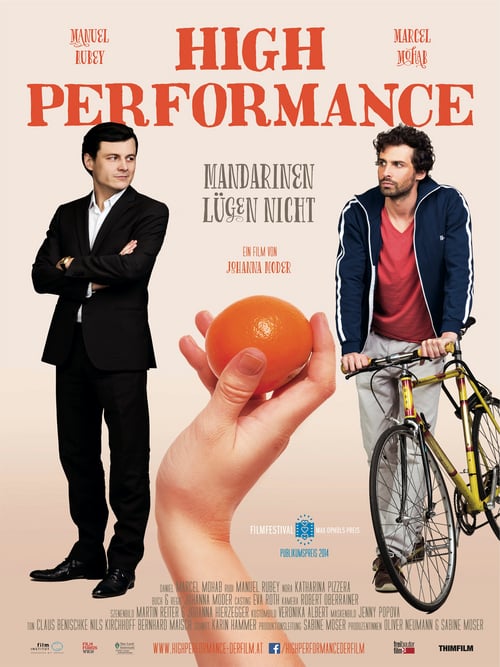 MANUEL
RUBEY
MARCEL
MOHAB
HIGH
PERFORMANCE
MANDARINEN
LÜGEN NICHT
EIN FILM VON
JOHANNA MODER
FILMFESTIVAL MAX OPHÜLS PREIS
PUBLIKUMSPREIS 2014
DANIEL MARCEL MOHAB RUDI MANUEL RUBEY NORA KATHARINA PIZZERA
BUCH & REGIE JOHANNA MODER CASTING EVA ROTH KAMERA ROBERT OBERRAINER
SZENENBILD MARTIN REITER & JOHANNA HIERZEGGER KOSTÜMBILD VERONIKA ALBERT MASKENBILD JENNY POPOVA
TON CLAUS BENISCHKE NILS KIRCHHOFF BERNHARD MAISCH SCHNITT KARIN HAMMER PRODUKTIONSLEITUNG SABINE MOSER PRODUZENTINNEN OLIVER NEUMANN & SABINE MOSER
WWW.HIGHPERFORMANCE-DERFILM.AT /HIGHPERFORMANCEDERFILM
THIMFILM